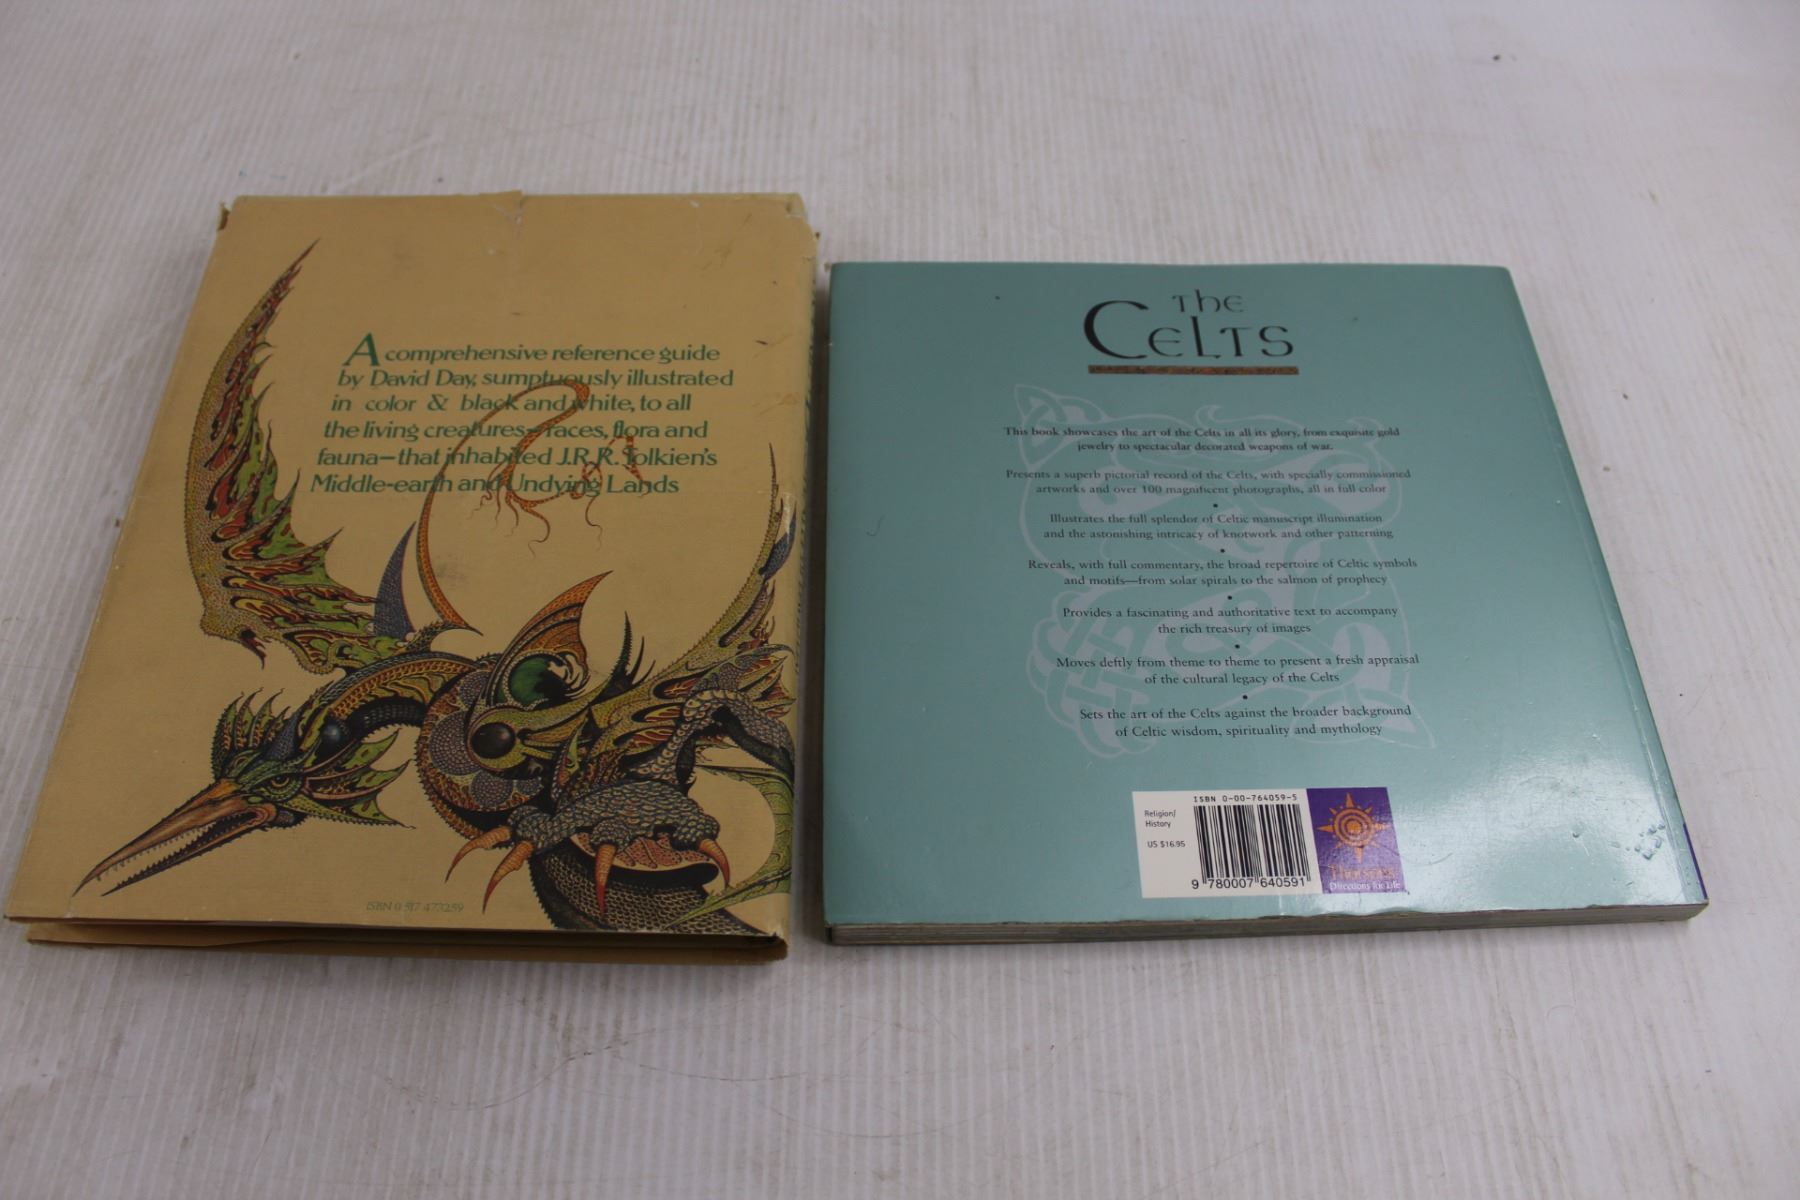 A comprehensive reference guide
by David Day, sumptuously illustrated
in color & black and white, to all
the living creatures—races, flora and
fauna—that inhabited J.R.R. Tolkien's
Middle-earth and Undying Lands
ISBN 0 517 473259
the
Celts
This book showcases the art of the Celts in all its glory, from exquisite gold
jewelry to spectacular decorated weapons of war.
Presents a superb pictorial record of the Celts, with specially commissioned
artworks and over 100 magnificent photographs, all in full color
•
Illustrates the full splendor of Celtic manuscript illumination
and the astonishing intricacy of knotwork and other patterning
•
Reveals, with full commentary, the broad repertoire of Celtic symbols
and motifs—from solar spirals to the salmon of prophecy
•
Provides a fascinating and authoritative text to accompany
the rich treasury of images
•
Moves deftly from theme to theme to present a fresh appraisal
of the cultural legacy of the Celts
•
Sets the art of the Celts against the broader background
of Celtic wisdom, spirituality and mythology
Religion/
History
US $16.95
ISBN 0-00-764059-5
9 780007 640591
Thorsons
Directions for Life